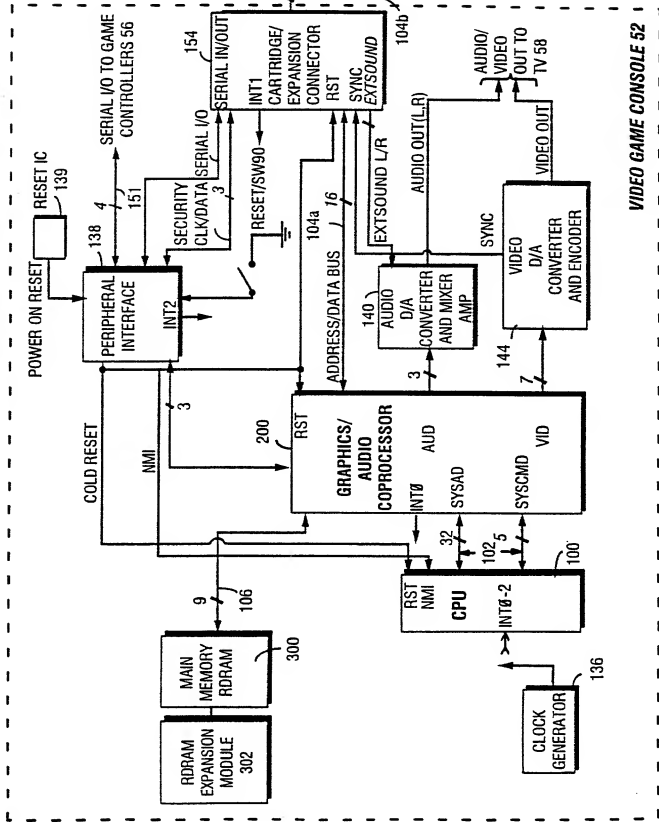 154
SERIAL IN/OUT
INT1
CARTRIDGE/
EXPANSION
CONNECTOR
RST
SYNC
EXTSOUND
104b
AUDIO/
VIDEO
OUT TO
TV 58
VIDEO GAME CONSOLE 52
SERIAL I/O TO GAME
CONTROLLERS 56
RESET IC
139
4
151
SERIAL I/O
SECURITY
CLK/DATA
3
RESET/SW90
104a
16
EXTSOUND L/R
AUDIO OUT(L,R)
VIDEO OUT
SYNC
POWER ON RESET
138
PERIPHERAL
INTERFACE
INT2
ADDRESS/DATA BUS
140
AUDIO
D/A
CONVERTER
AND MIXER
AMP
VIDEO
D/A
CONVERTER
AND ENCODER
144
COLD RESET
NMI
3
3
7
200
RST
GRAPHICS/
AUDIO
COPROCESSOR
AUD
VID
INTØ
SYSAD
SYSCMD
9
106
32
102
5
MAIN
MEMORY
RDRAM
300
RST
NMI
CPU
INTØ-2
100
RDRAM
EXPANSION
MODULE
302
CLOCK
GENERATOR
136